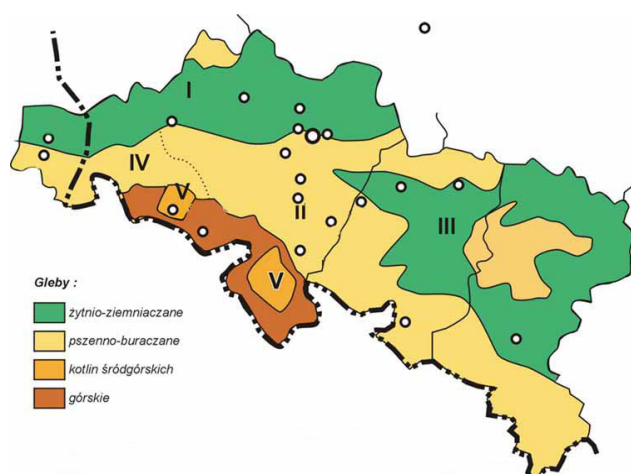 I
IV
V
II
III
V
Gleby :
żytnio-ziemniaczane
pszenno-buraczane
kotlin śródgórskich
górskie